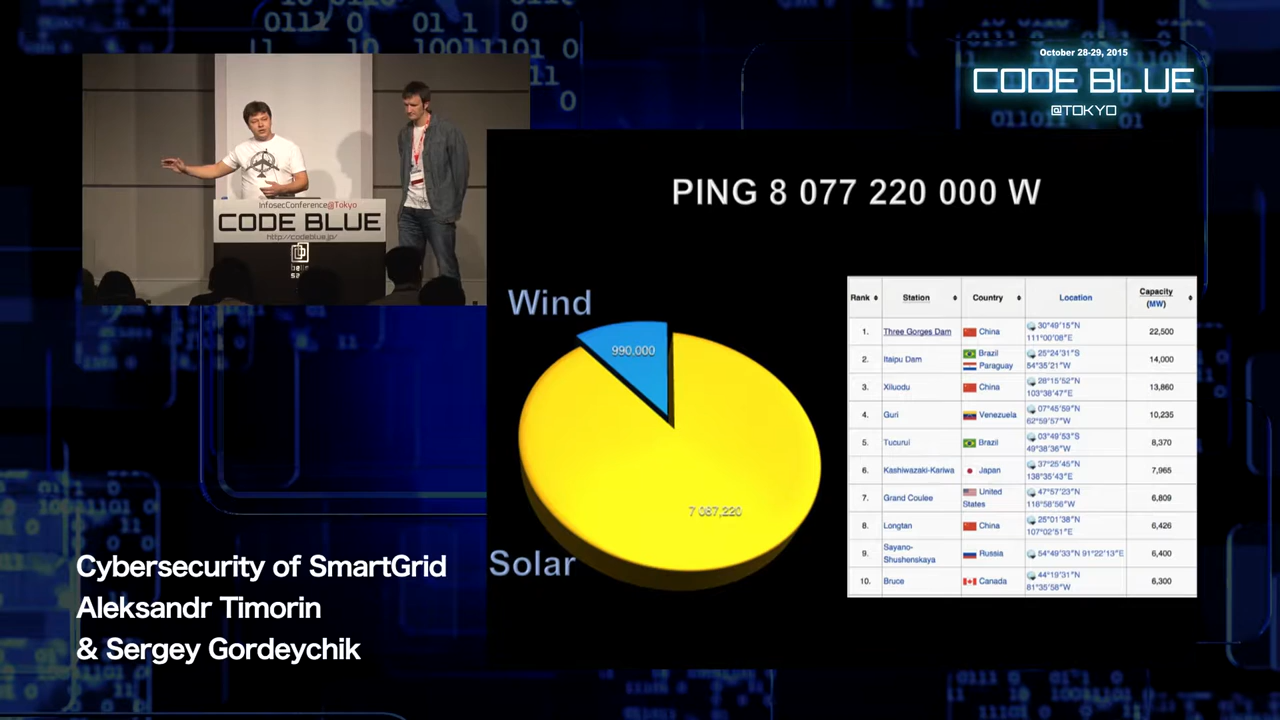 October 28-29, 2015
CODE BLUE
@TOKYO
InfosecConference@Tokyo
CODE BLUE
http://codeblue.jp/
PING 8 077 220 000 W
Wind
990,000
7 087,220
Solar
Rank Station Country Location Capacity (MW)
1. Three Gorges Dam China 30°49′15″N 111°00′08″E 22,500
2. Itaipu Dam Brazil Paraguay 25°24′31″S 54°35′21″W 14,000
3. Xiluodu China 28°15′52″N 103°38′47″E 13,860
4. Guri Venezuela 07°45′59″N 62°59′57″W 10,235
5. Tucuruí Brazil 03°49′53″S 49°38′36″W 8,370
6. Kashiwazaki-Kariwa Japan 37°25′45″N 138°35′43″E 7,965
7. Grand Coulee United States 47°57′23″N 118°58′56″W 6,809
8. Longtan China 25°01′38″N 107°02′51″E 6,426
9. Sayano-Shushenskaya Russia 54°49′33″N 91°22′13″E 6,400
10. Bruce Canada 44°19′31″N 81°35′58″W 6,300
Cybersecurity of SmartGrid
Aleksandr Timorin
& Sergey Gordeychik